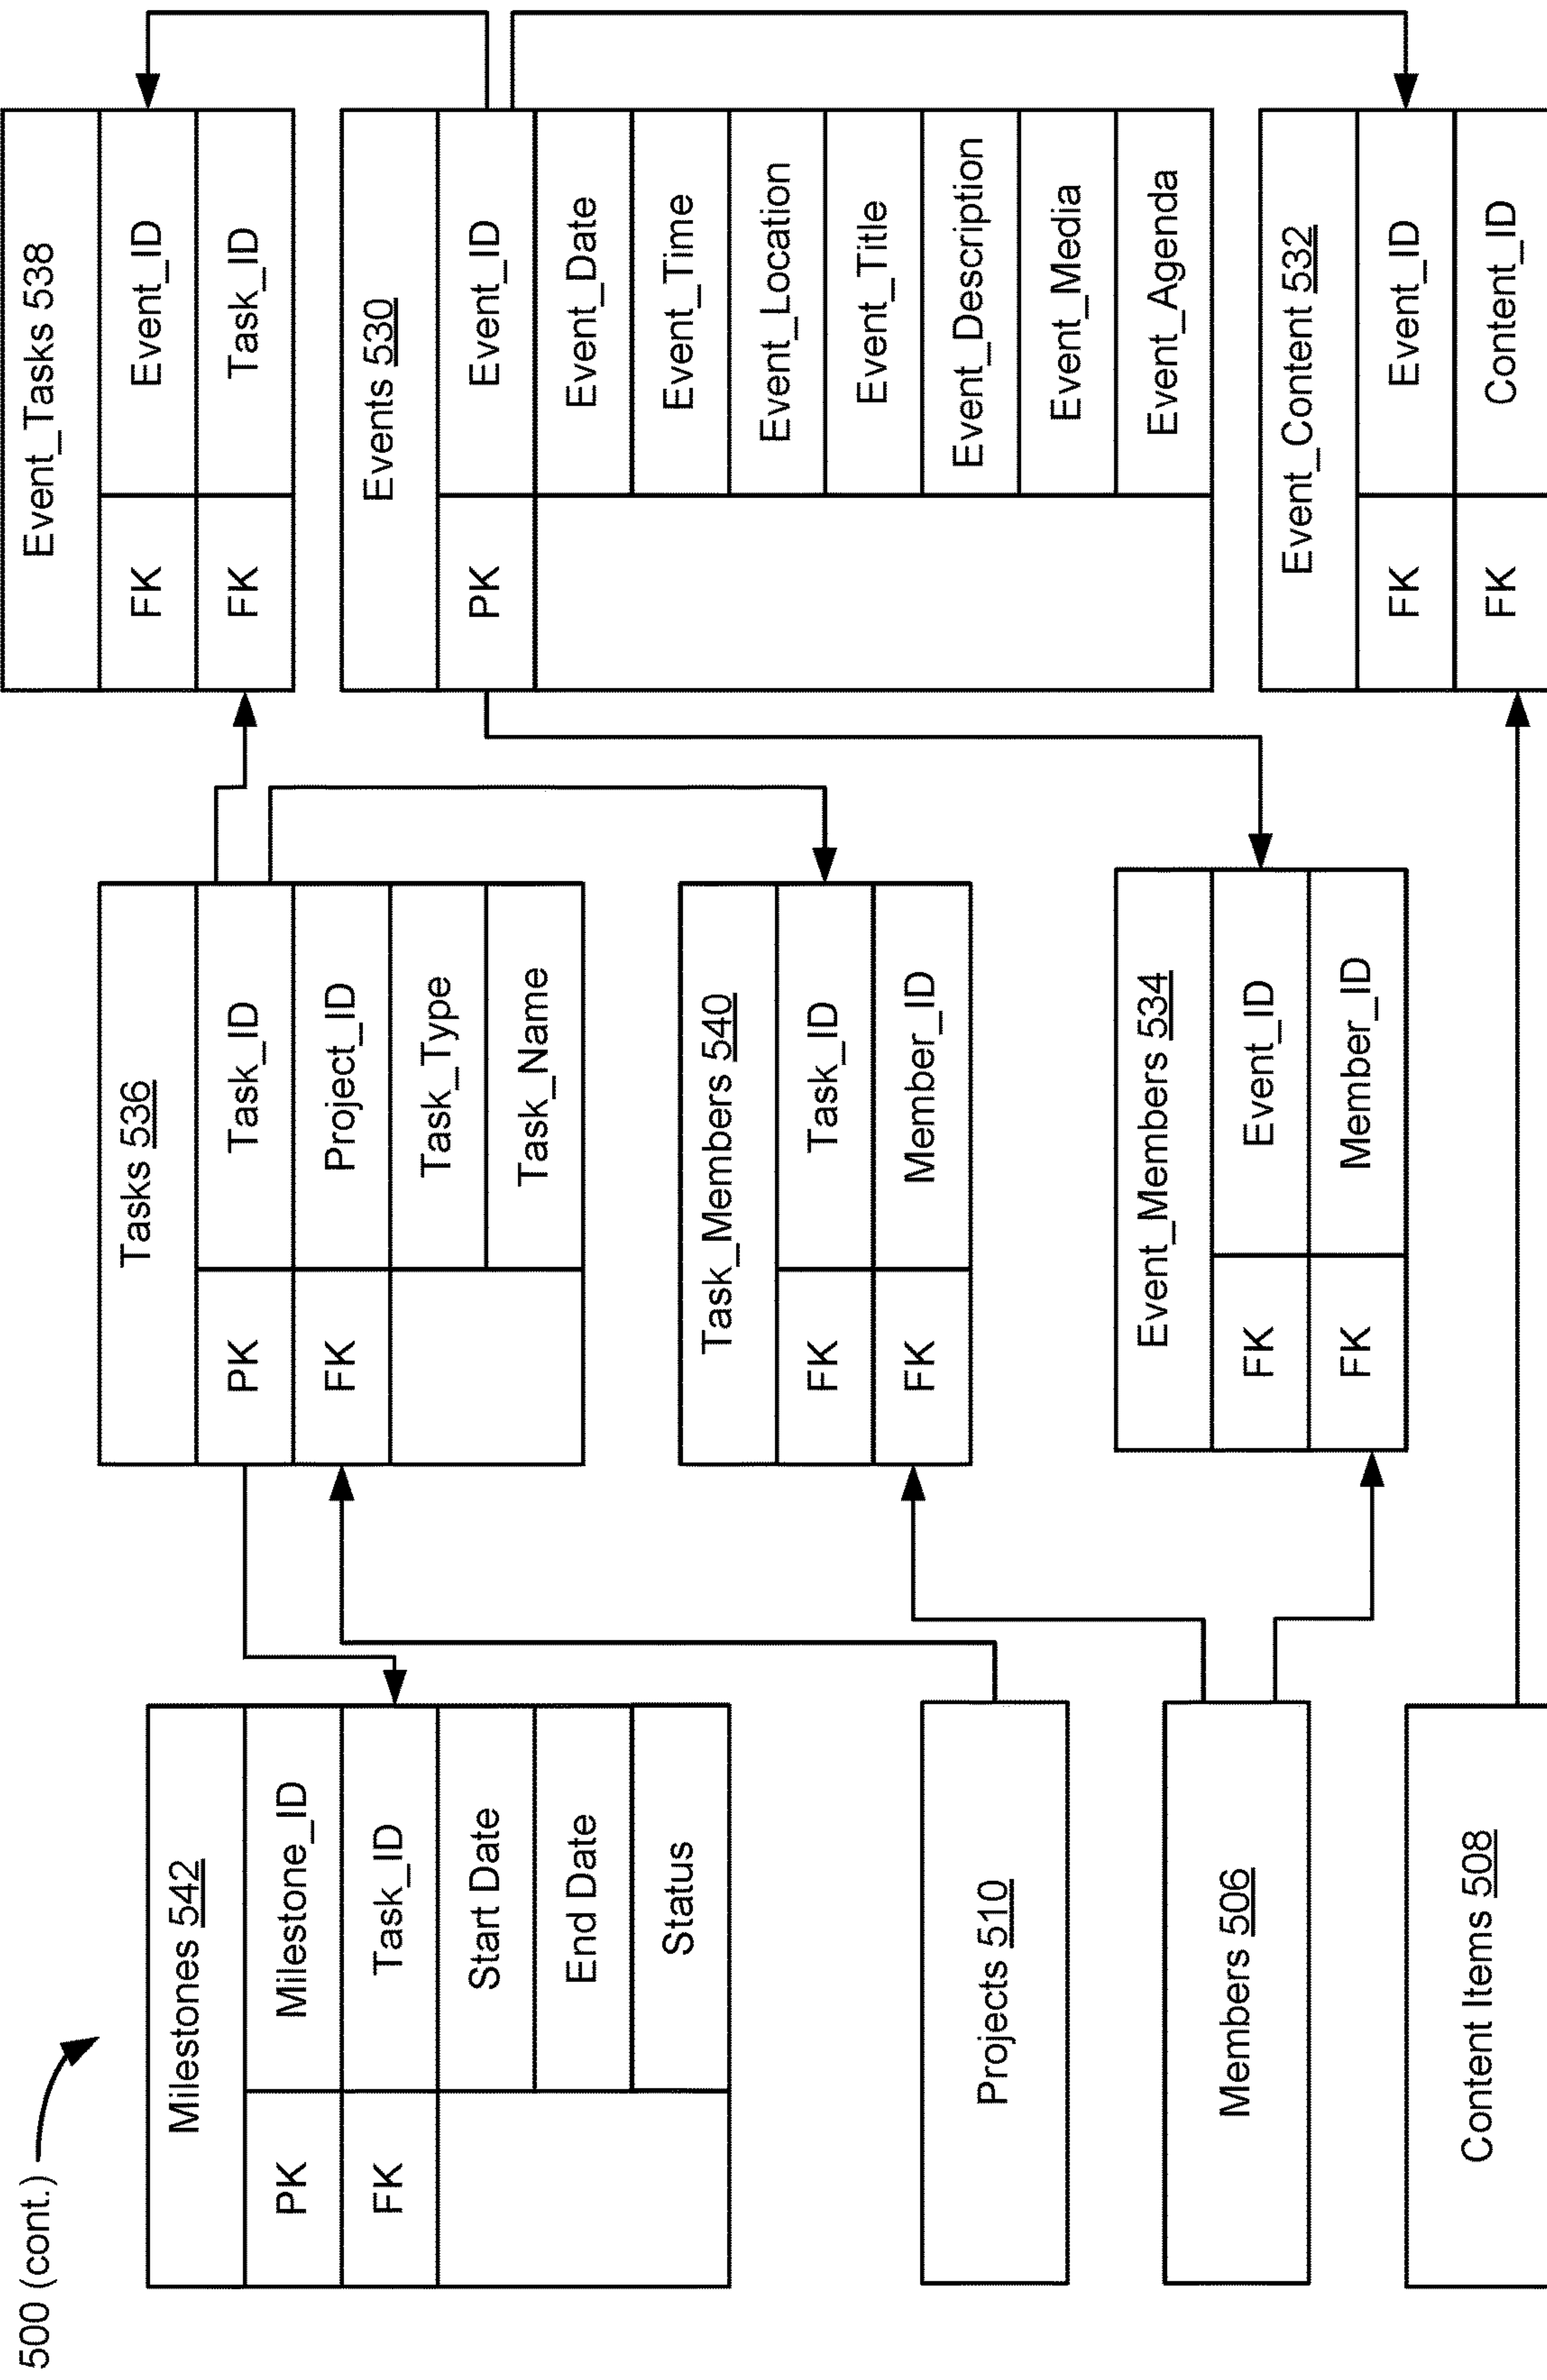 500 (cont.)
Milestones 542
PK Milestone_ID
FK Task_ID
Start Date
End Date
Status
Projects 510
Members 506
Content Items 508
Tasks 536
PK Task_ID
FK Project_ID
Task_Type
Task_Name
Task_Members 540
FK Task_ID
FK Member_ID
Event_Members 534
FK Event_ID
FK Member_ID
Event_Tasks 538
FK Event_ID
FK Task_ID
Events 530
PK Event_ID
Event_Date
Event_Time
Event_Location
Event_Title
Event_Description
Event_Media
Event_Agenda
Event_Content 532
FK Event_ID
FK Content_ID